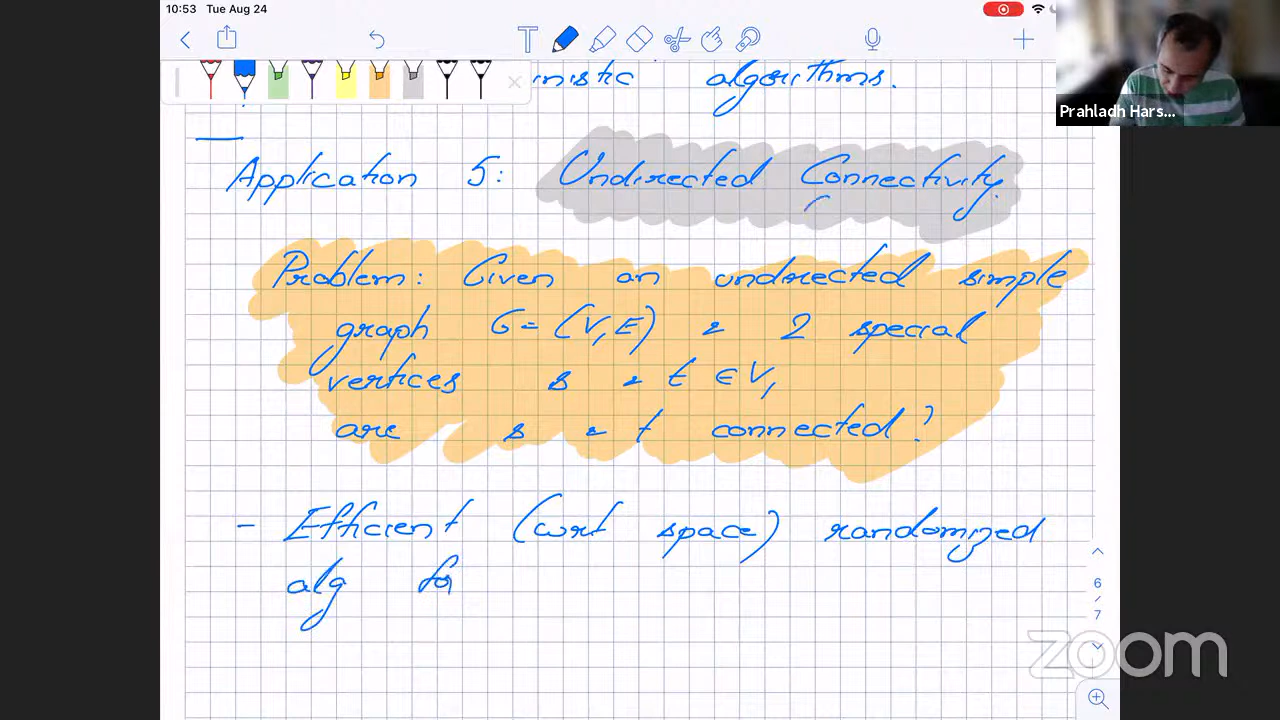 10:53 Tue Aug 24
inistic algorithms.
Prahladh Hars...
Application 5: Undirected Connectivity.
Problem: Given an undirected simple
graph G = (V, E) & 2 special
vertices s & t ∈ V,
are s & t connected?
- Efficient (wrt space) randomized
alg for
6
/
7
zoom